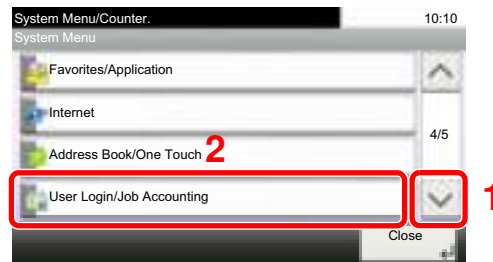 System Menu/Counter. 10:10
System Menu
Favorites/Application
Internet
4/5
Address Book/One Touch 2
User Login/Job Accounting 1
Close